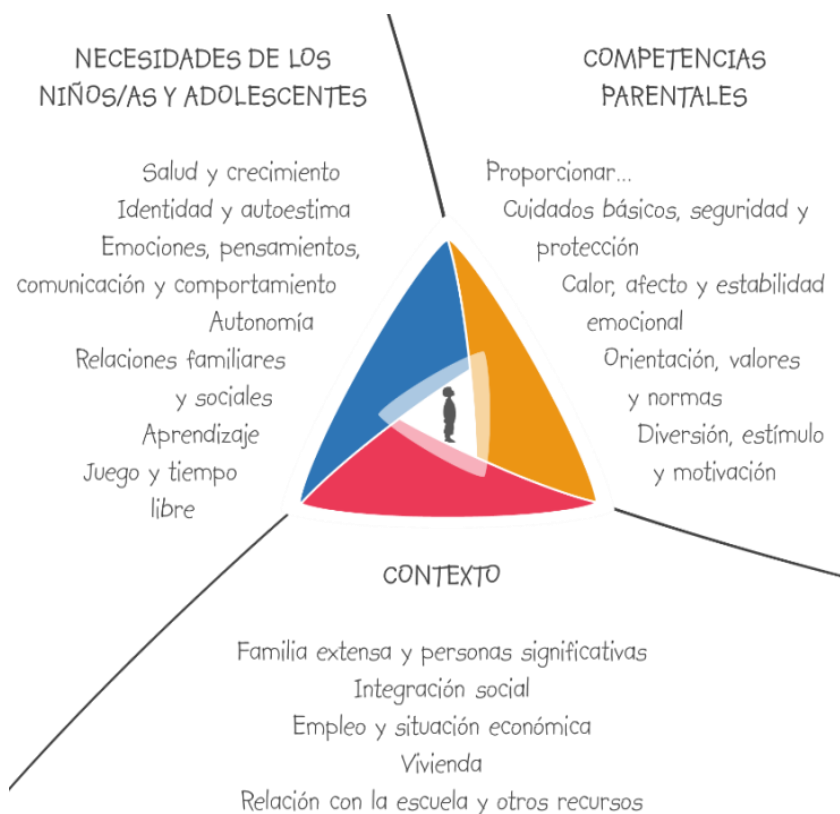 NECESIDADES DE LOS
NIÑOS/AS Y ADOLESCENTES
Salud y crecimiento
Identidad y autoestima
Emociones, pensamientos,
comunicación y comportamiento
Autonomía
Relaciones familiares
y sociales
Aprendizaje
Juego y tiempo
libre
COMPETENCIAS
PARENTALES
Proporcionar...
Cuidados básicos, seguridad y
protección
Calor, afecto y estabilidad
emocional
Orientación, valores
y normas
Diversión, estímulo
y motivación
CONTEXTO
Familia extensa y personas significativas
Integración social
Empleo y situación económica
Vivienda
Relación con la escuela y otros recursos